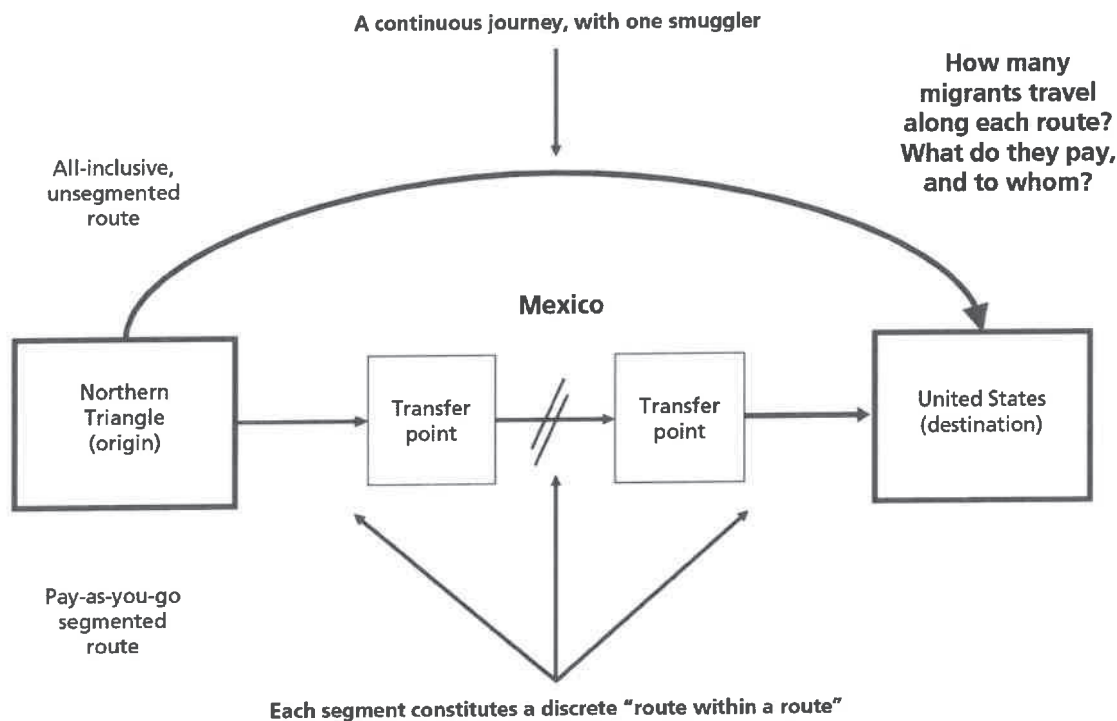 A continuous journey, with one smuggler
How many
migrants travel
along each route?
What do they pay,
and to whom?
All-inclusive,
unsegmented
route
Mexico
Northern
Triangle
(origin)
Transfer
point
Transfer
point
United States
(destination)
Pay-as-you-go
segmented
route
Each segment constitutes a discrete "route within a route"